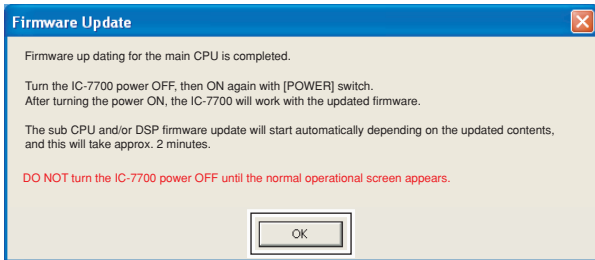 Firmware Update
Firmware up dating for the main CPU is completed.
Turn the IC-7700 power OFF, then ON again with [POWER] switch.
After turning the power ON, the IC-7700 will work with the updated firmware.
The sub CPU and/or DSP firmware update will start automatically depending on the updated contents,
and this will take approx. 2 minutes.
DO NOT turn the IC-7700 power OFF until the normal operational screen appears.
OK